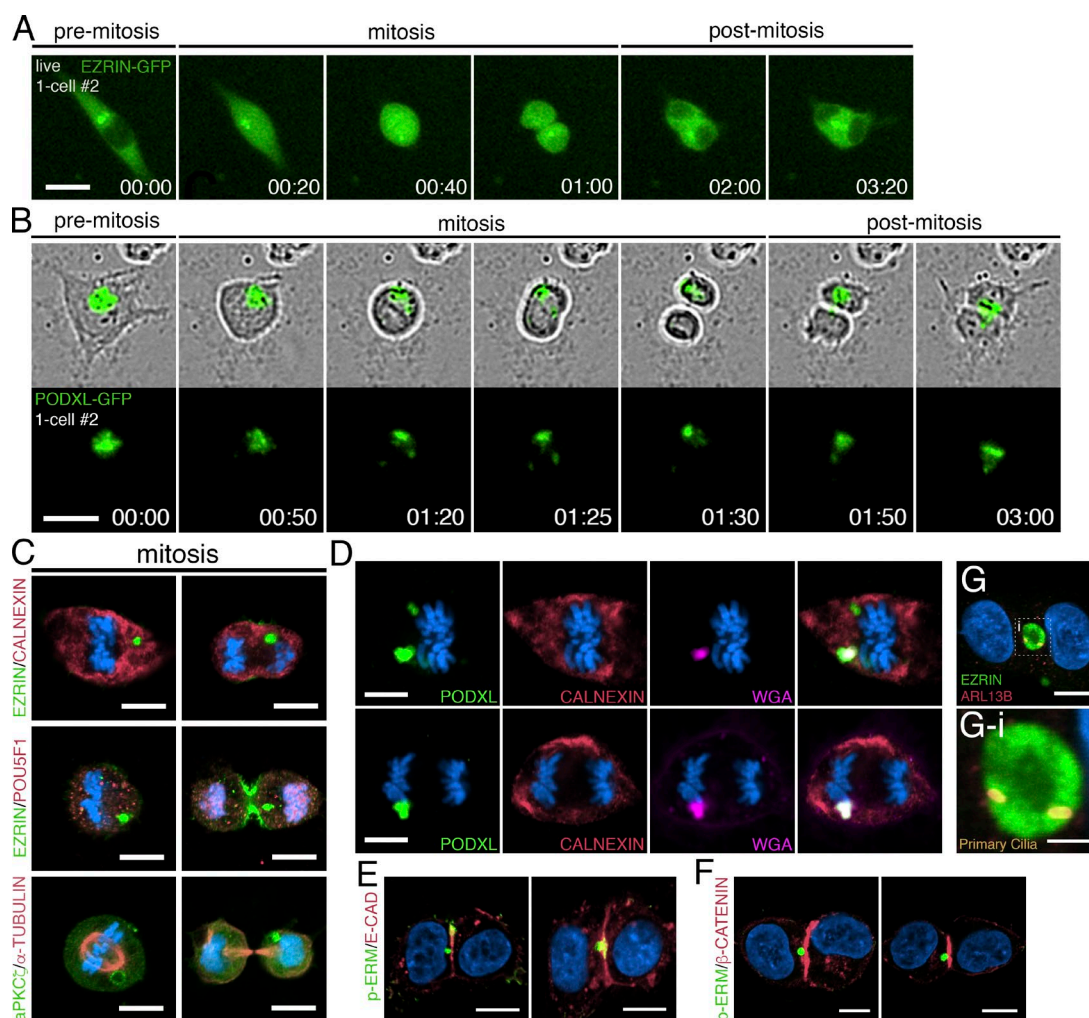 A
pre-mitosis
mitosis
post-mitosis
live EZRIN-GFP
1-cell #2
00:00
00:20
00:40
01:00
02:00
03:20
B
pre-mitosis
mitosis
post-mitosis
PODXL-GFP
1-cell #2
00:00
00:50
01:20
01:25
01:30
01:50
03:00
C
mitosis
EZRIN/CALNEXIN
EZRIN/POU5F1
aPKCζ/α-TUBULIN
D
PODXL
CALNEXIN
WGA
PODXL
CALNEXIN
WGA
E
p-ERM/E-CAD
F
p-ERM/β-CATENIN
G
i
EZRIN
ARL13B
G-i
Primary Cilia